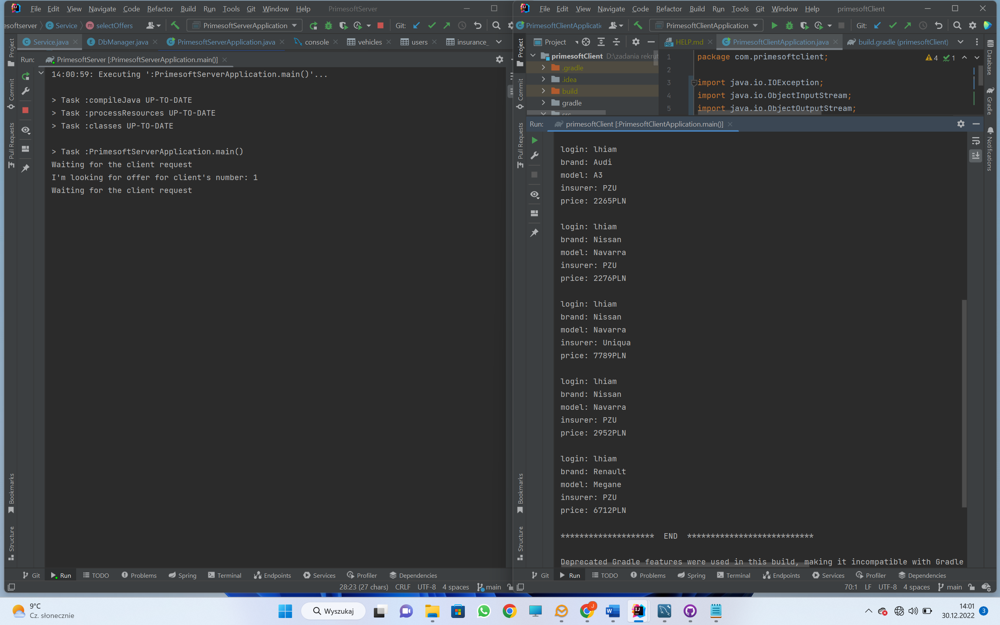 File Edit View Navigate Code Refactor Build Run Tools Git Window Help PrimesoftServer
esoftserver Service selectOffers PrimesoftServerApplication Git:
Service.java DbManager.java PrimesoftServerApplication.java console vehicles users insurance_
Run: PrimesoftServer [:PrimesoftServerApplication.main()]
14:00:59: Executing ':PrimesoftServerApplication.main()'...
> Task :compileJava UP-TO-DATE
> Task :processResources UP-TO-DATE
> Task :classes UP-TO-DATE
> Task :PrimesoftServerApplication.main()
Waiting for the client request
I'm looking for offer for client's number: 1
Waiting for the client request
Project
Commit
Pull Requests
Bookmarks
Structure
Git Run TODO Problems Spring Terminal Endpoints Services Profiler Dependencies
28:23 (27 chars) CRLF UTF-8 4 spaces main
File Edit View Navigate Code Refactor Build Run Tools Git Window Help primesoftClient
PrimesoftClientApplicati PrimesoftClientApplication Git:
Project HELP.md PrimesoftClientApplication.java build.gradle (primesoftClient)
primesoftClient D:\zadania rekrut
.gradle
.idea
build
gradle
src
4 1
1 package com.primesoftclient;
2
3 import java.io.IOException;
4 import java.io.ObjectInputStream;
5 import java.io.ObjectOutputStream;
Run: primesoftClient [:PrimesoftClientApplication.main()]
login: lhiam
brand: Audi
model: A3
insurer: PZU
price: 2265PLN
login: lhiam
brand: Nissan
model: Navarra
insurer: PZU
price: 2276PLN
login: lhiam
brand: Nissan
model: Navarra
insurer: Uniqua
price: 7789PLN
login: lhiam
brand: Nissan
model: Navarra
insurer: PZU
price: 2952PLN
login: lhiam
brand: Renault
model: Megane
insurer: PZU
price: 6712PLN
******************** END ***************************
Deprecated Gradle features were used in this build, making it incompatible with Gradle
Project
Commit
Pull Requests
Bookmarks
Structure
Database
Gradle
Notifications
Git Run TODO Problems Spring Terminal Endpoints Services Profiler Dependencies
70:1 LF UTF-8 4 spaces main
9°C
Cz. słonecznie
Wyszukaj
14:01
30.12.2022
3